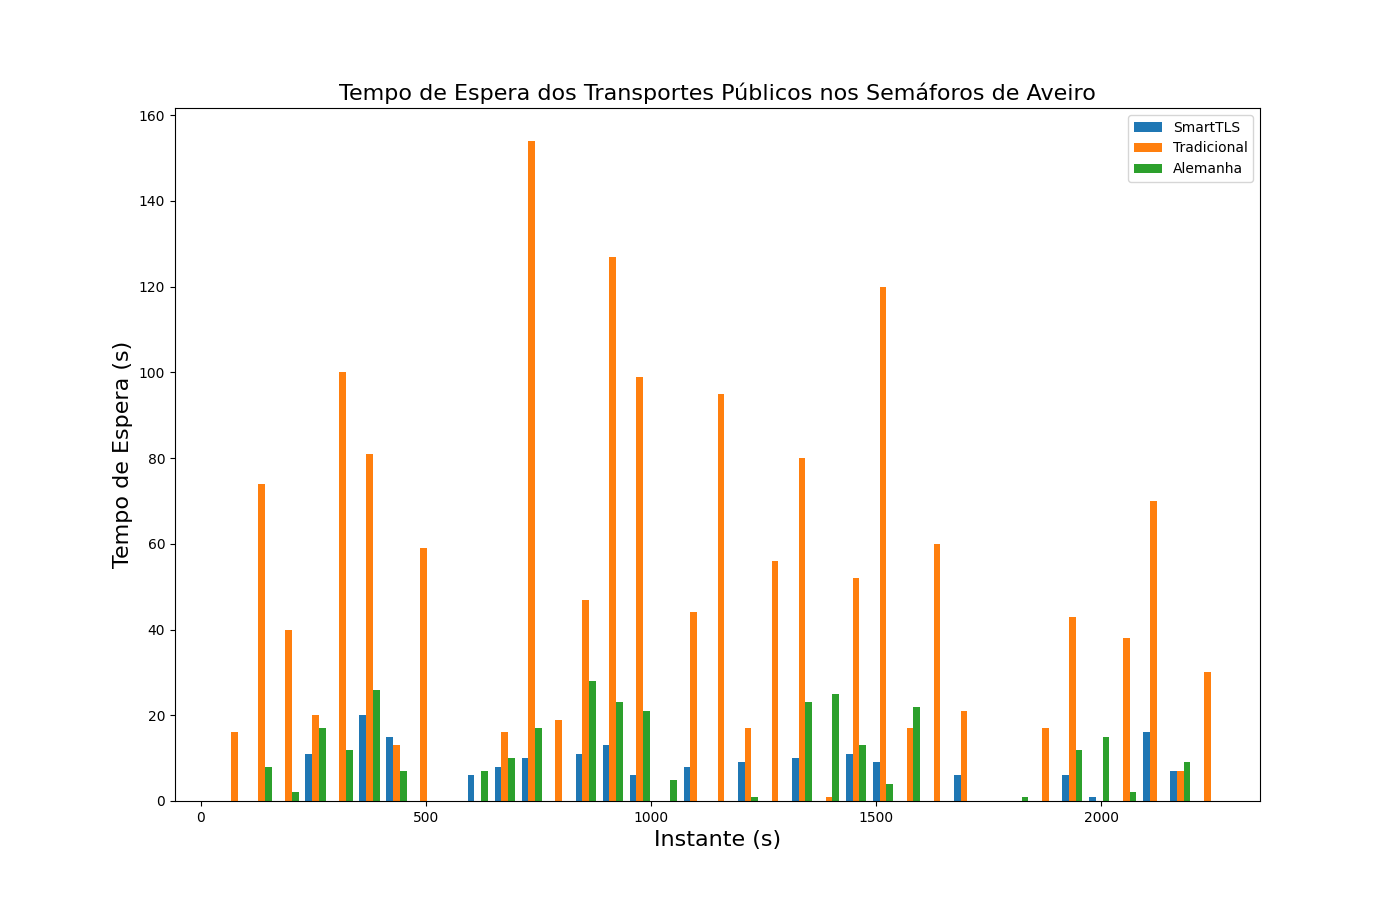 Tempo de Espera dos Transportes Públicos nos Semáforos de Aveiro
SmartTLS
Tradicional
Alemanha
Tempo de Espera (s)
160
140
120
100
80
60
40
20
0
0 500 1000 1500 2000
Instante (s)